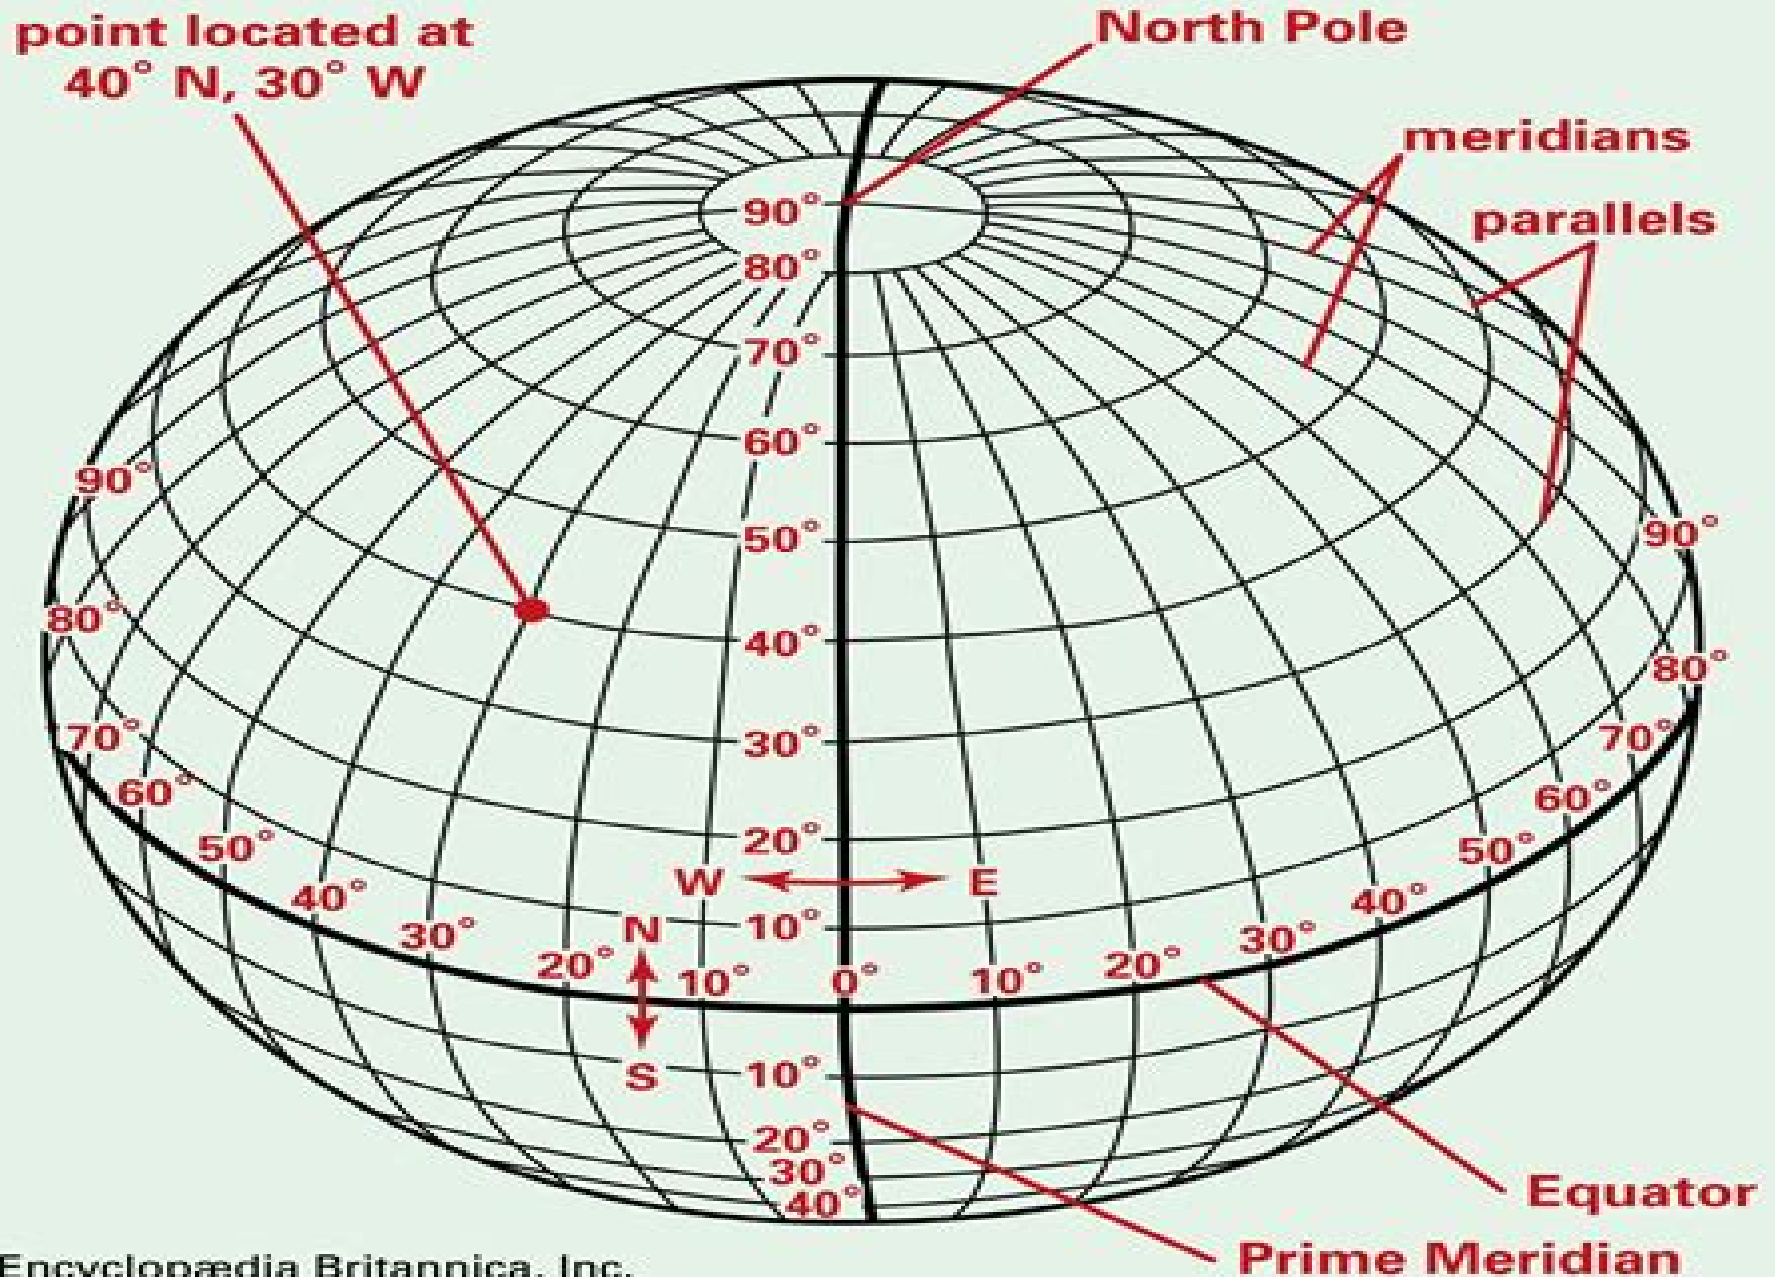 point located at
40° N, 30° W
North Pole
meridians
parallels
90°
80°
70°
60°
50°
40°
30°
20°
10°
90°
80°
70°
60°
50°
40°
30°
20°
10°
0°
10°
20°
30°
40°
50°
60°
70°
80°
90°
W
E
N
S
10°
20°
30°
40°
Equator
Prime Meridian
Encyclopædia Britannica, Inc.